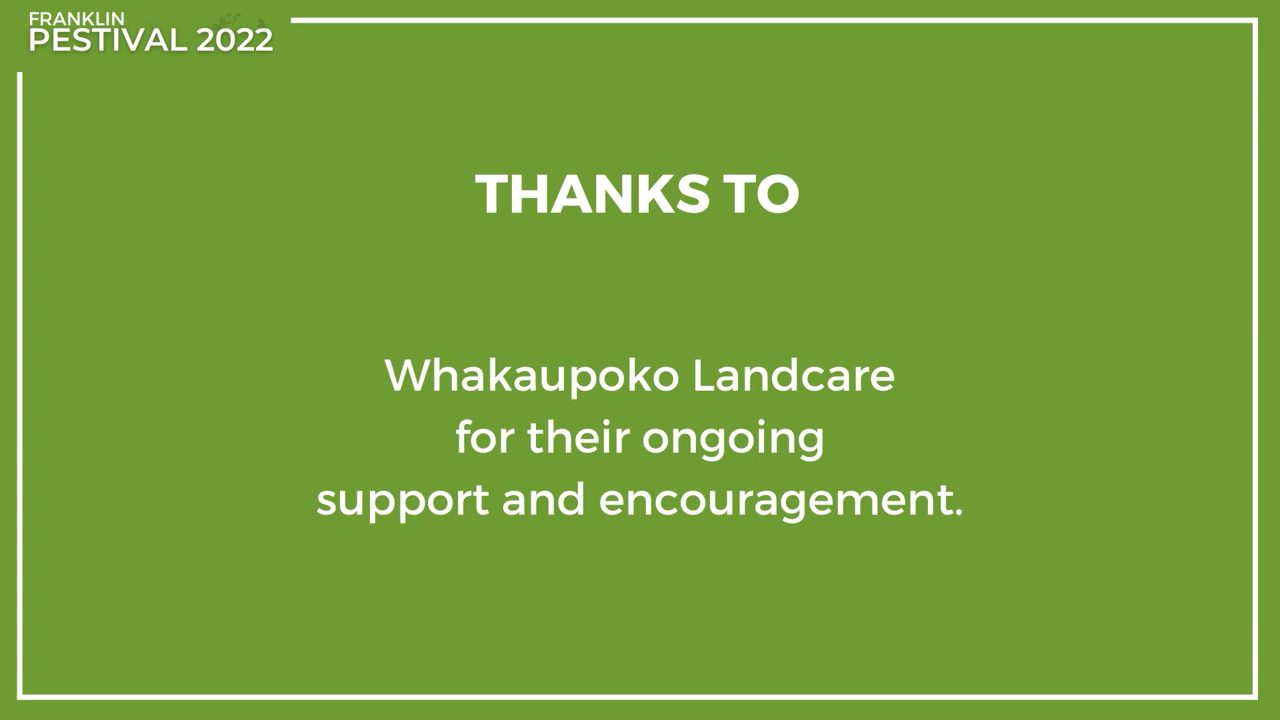 FRANKLIN
PESTIVAL 2022
THANKS TO
Whakaupoko Landcare
for their ongoing
support and encouragement.